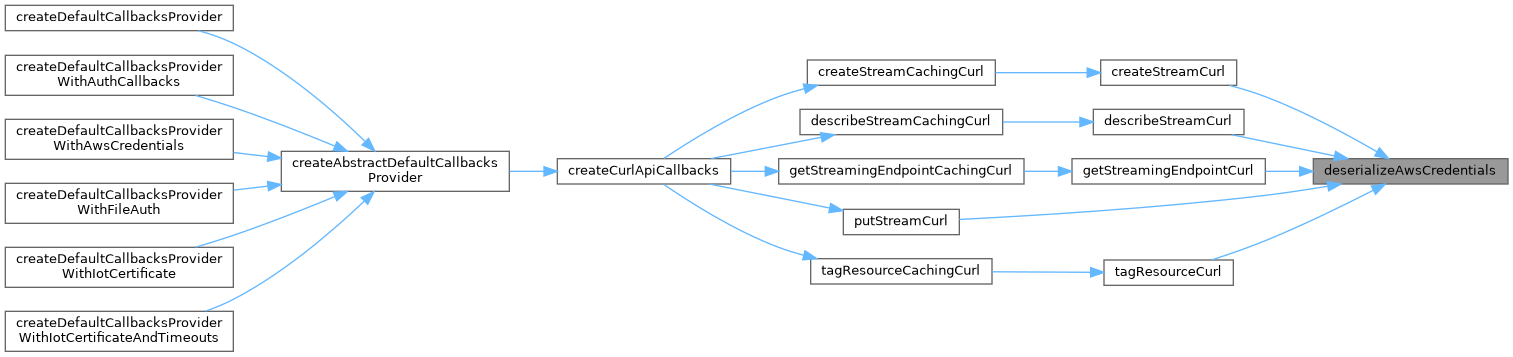 createDefaultCallbacksProvider
createDefaultCallbacksProvider
WithAuthCallbacks
createDefaultCallbacksProvider
WithAwsCredentials
createDefaultCallbacksProvider
WithFileAuth
createDefaultCallbacksProvider
WithIotCertificate
createDefaultCallbacksProvider
WithIotCertificateAndTimeouts
createAbstractDefaultCallbacks
Provider
createCurlApiCallbacks
createStreamCachingCurl
describeStreamCachingCurl
getStreamingEndpointCachingCurl
putStreamCurl
tagResourceCachingCurl
createStreamCurl
describeStreamCurl
getStreamingEndpointCurl
tagResourceCurl
deserializeAwsCredentials